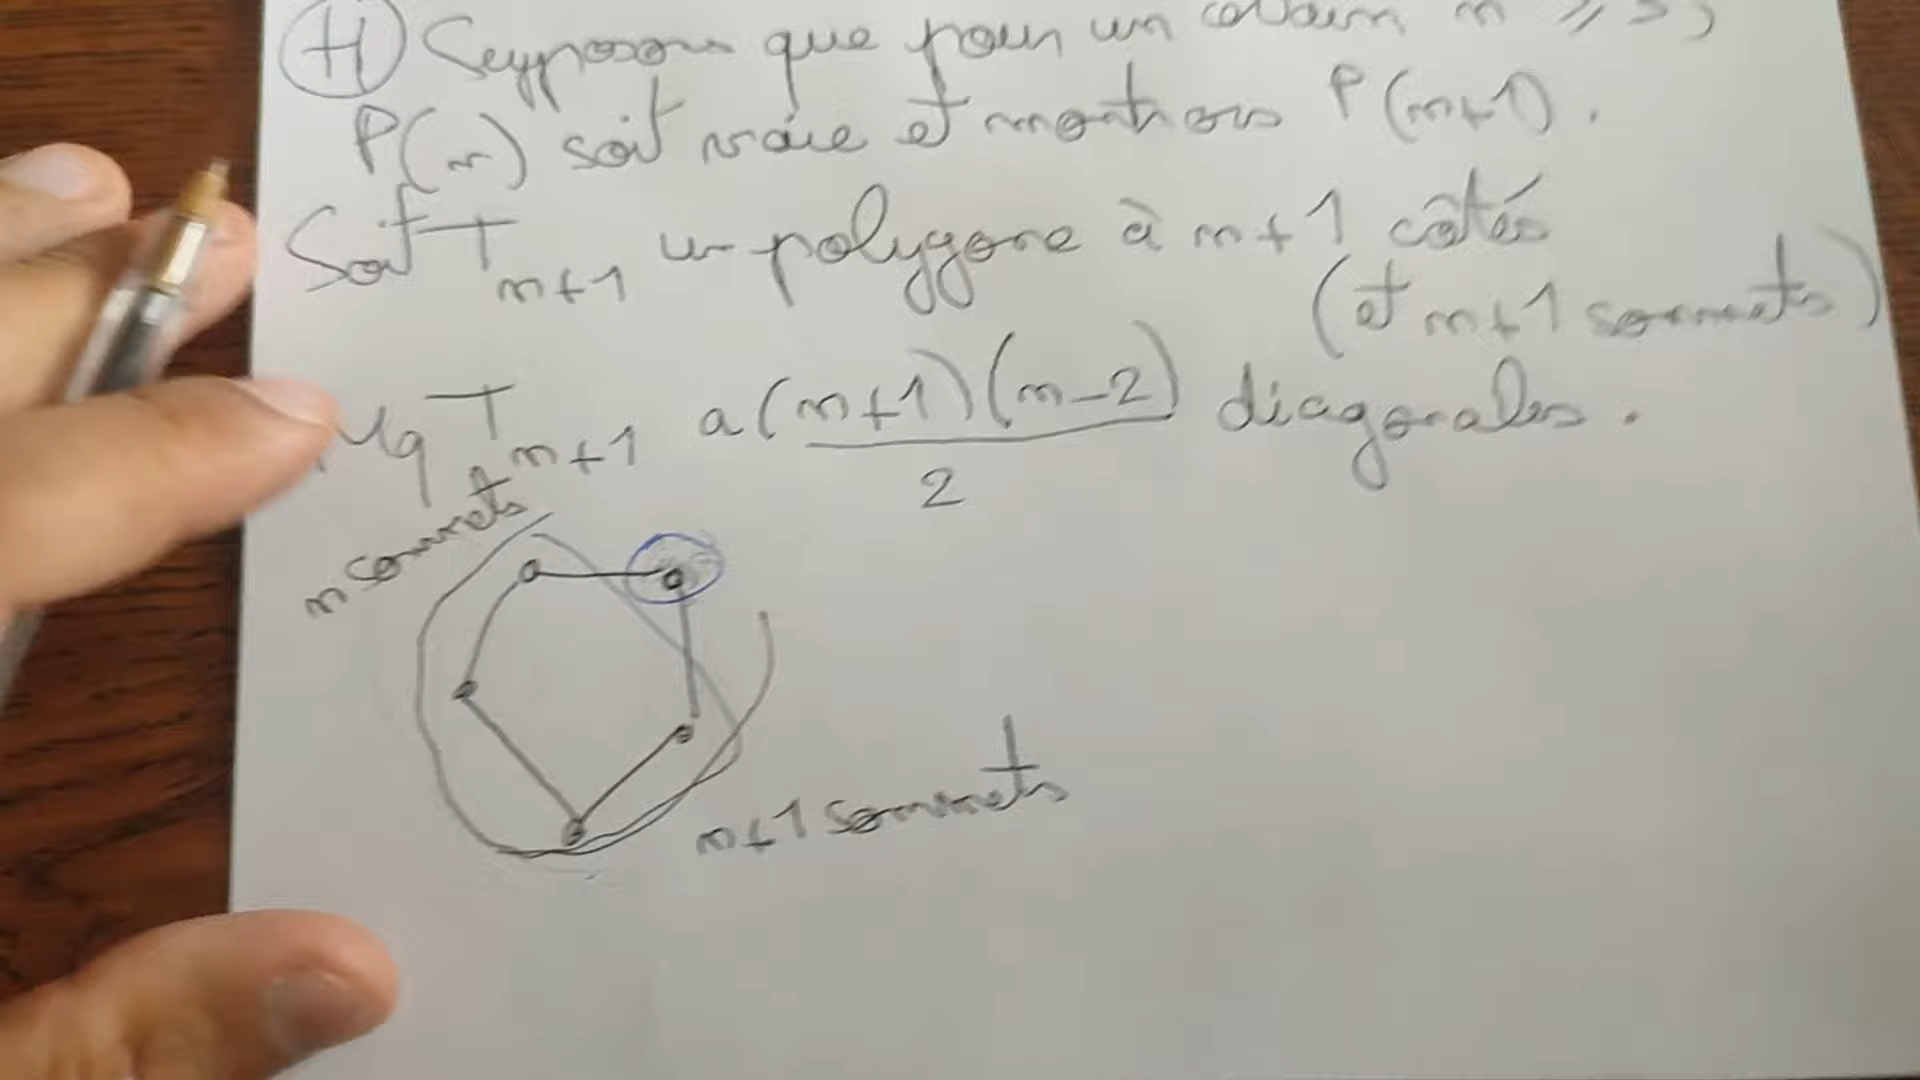 (H) Supposons que pour un certain n ≥ 3,
P(n) soit vraie et montrons P(n+1).
Soit T n+1 un polygone à n+1 côtés
(et n+1 sommets)
Mq T n+1 a (n+1)(n-2)/2 diagonales.
n sommets
n+1 sommets